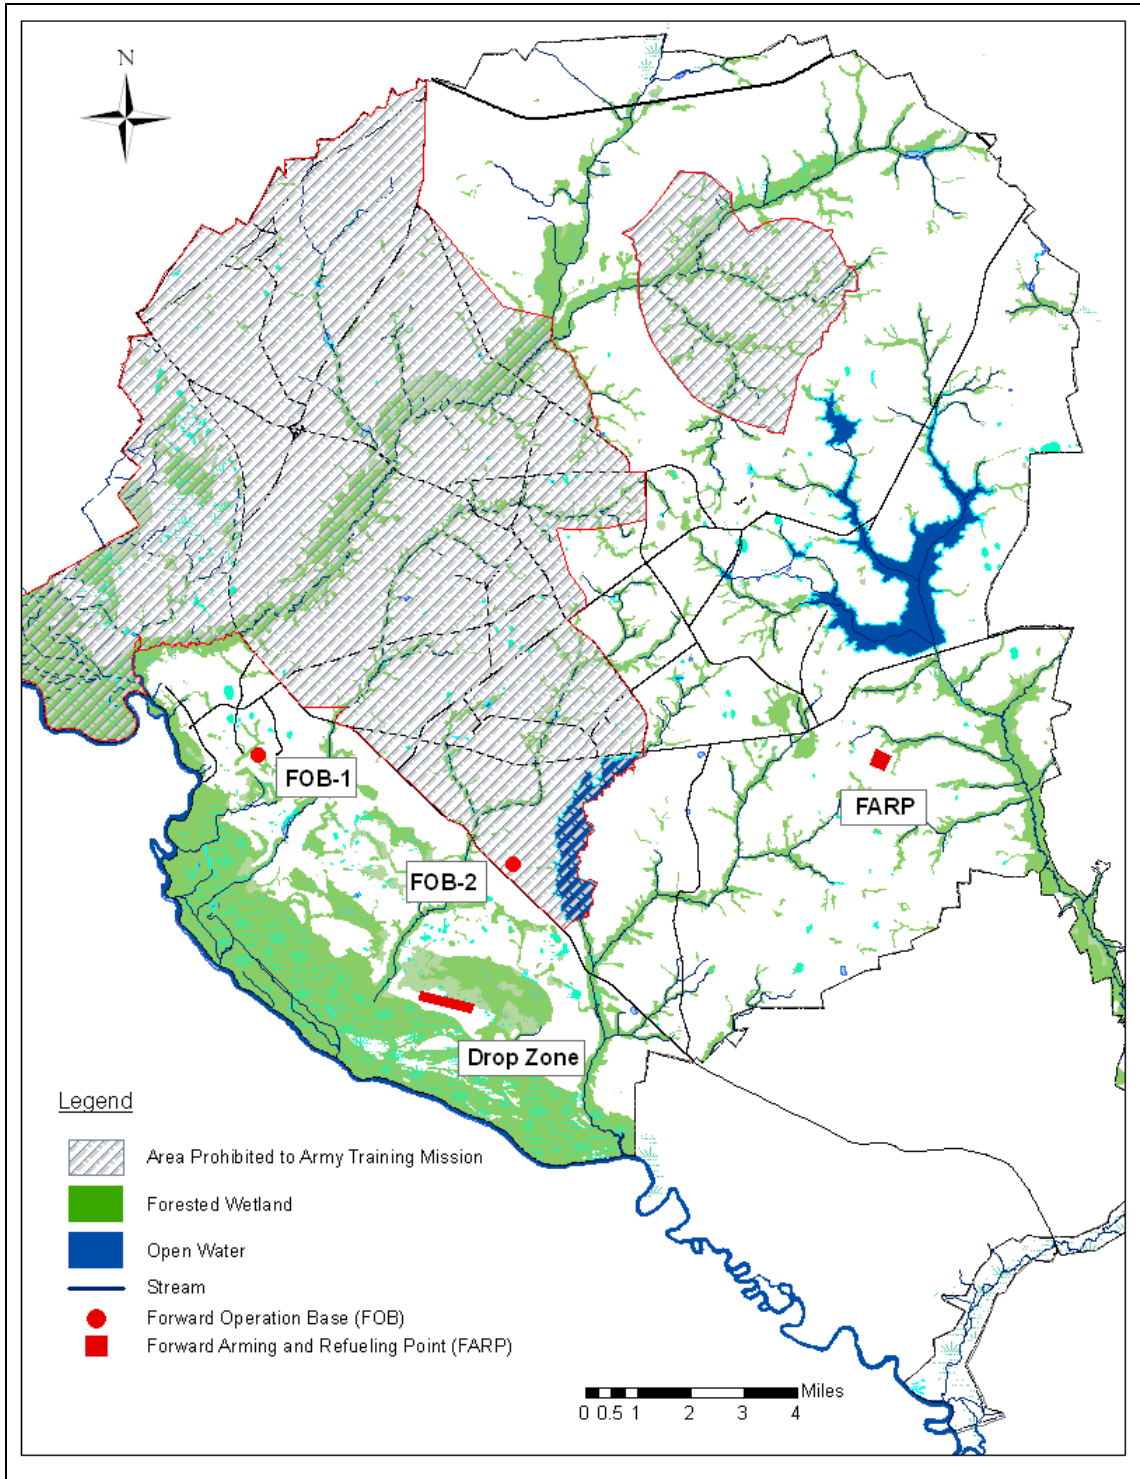 N
FOB-1
FARP
FOB-2
Drop Zone
Legend
Area Prohibited to Army Training Mission
Forested Wetland
Open Water
Stream
Forward Operation Base (FOB)
Forward Arming and Refueling Point (FARP)
Miles
0 0.5 1 2 3 4